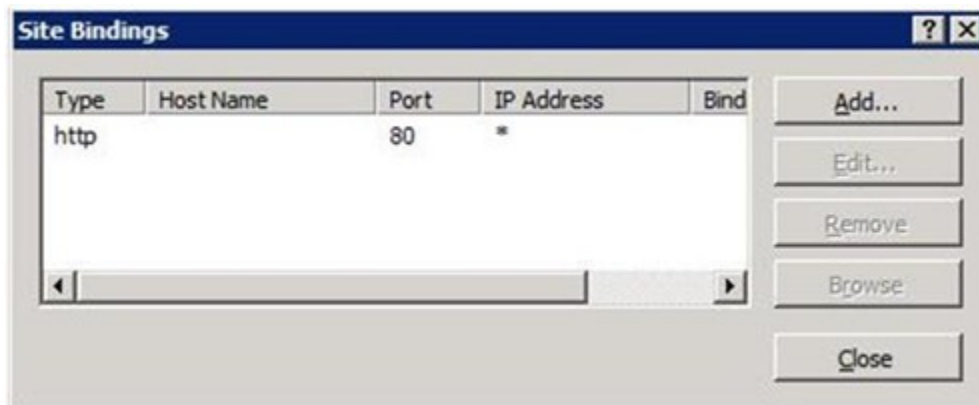 Site Bindings
Type Host Name Port IP Address Bind
http 80 *
Add...
Edit...
Remove
Browse
Close